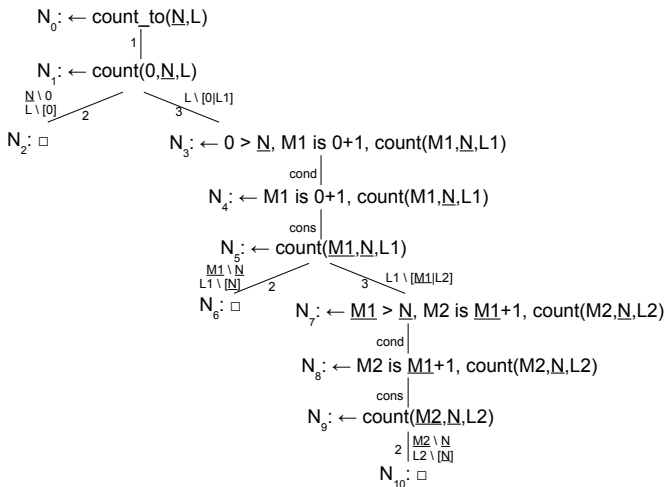 N0: ← count_to(N,L)
1
N1: ← count(0,N,L)
N \ 0
L \ [0]
2
L \ [0|L1]
3
N2: □
N3: ← 0 > N, M1 is 0+1, count(M1,N,L1)
cond
N4: ← M1 is 0+1, count(M1,N,L1)
cons
N5: ← count(M1,N,L1)
M1 \ N
L1 \ [N]
2
L1 \ [M1|L2]
3
N6: □
N7: ← M1 > N, M2 is M1+1, count(M2,N,L2)
cond
N8: ← M2 is M1+1, count(M2,N,L2)
cons
N9: ← count(M2,N,L2)
2
M2 \ N
L2 \ [N]
N10: □